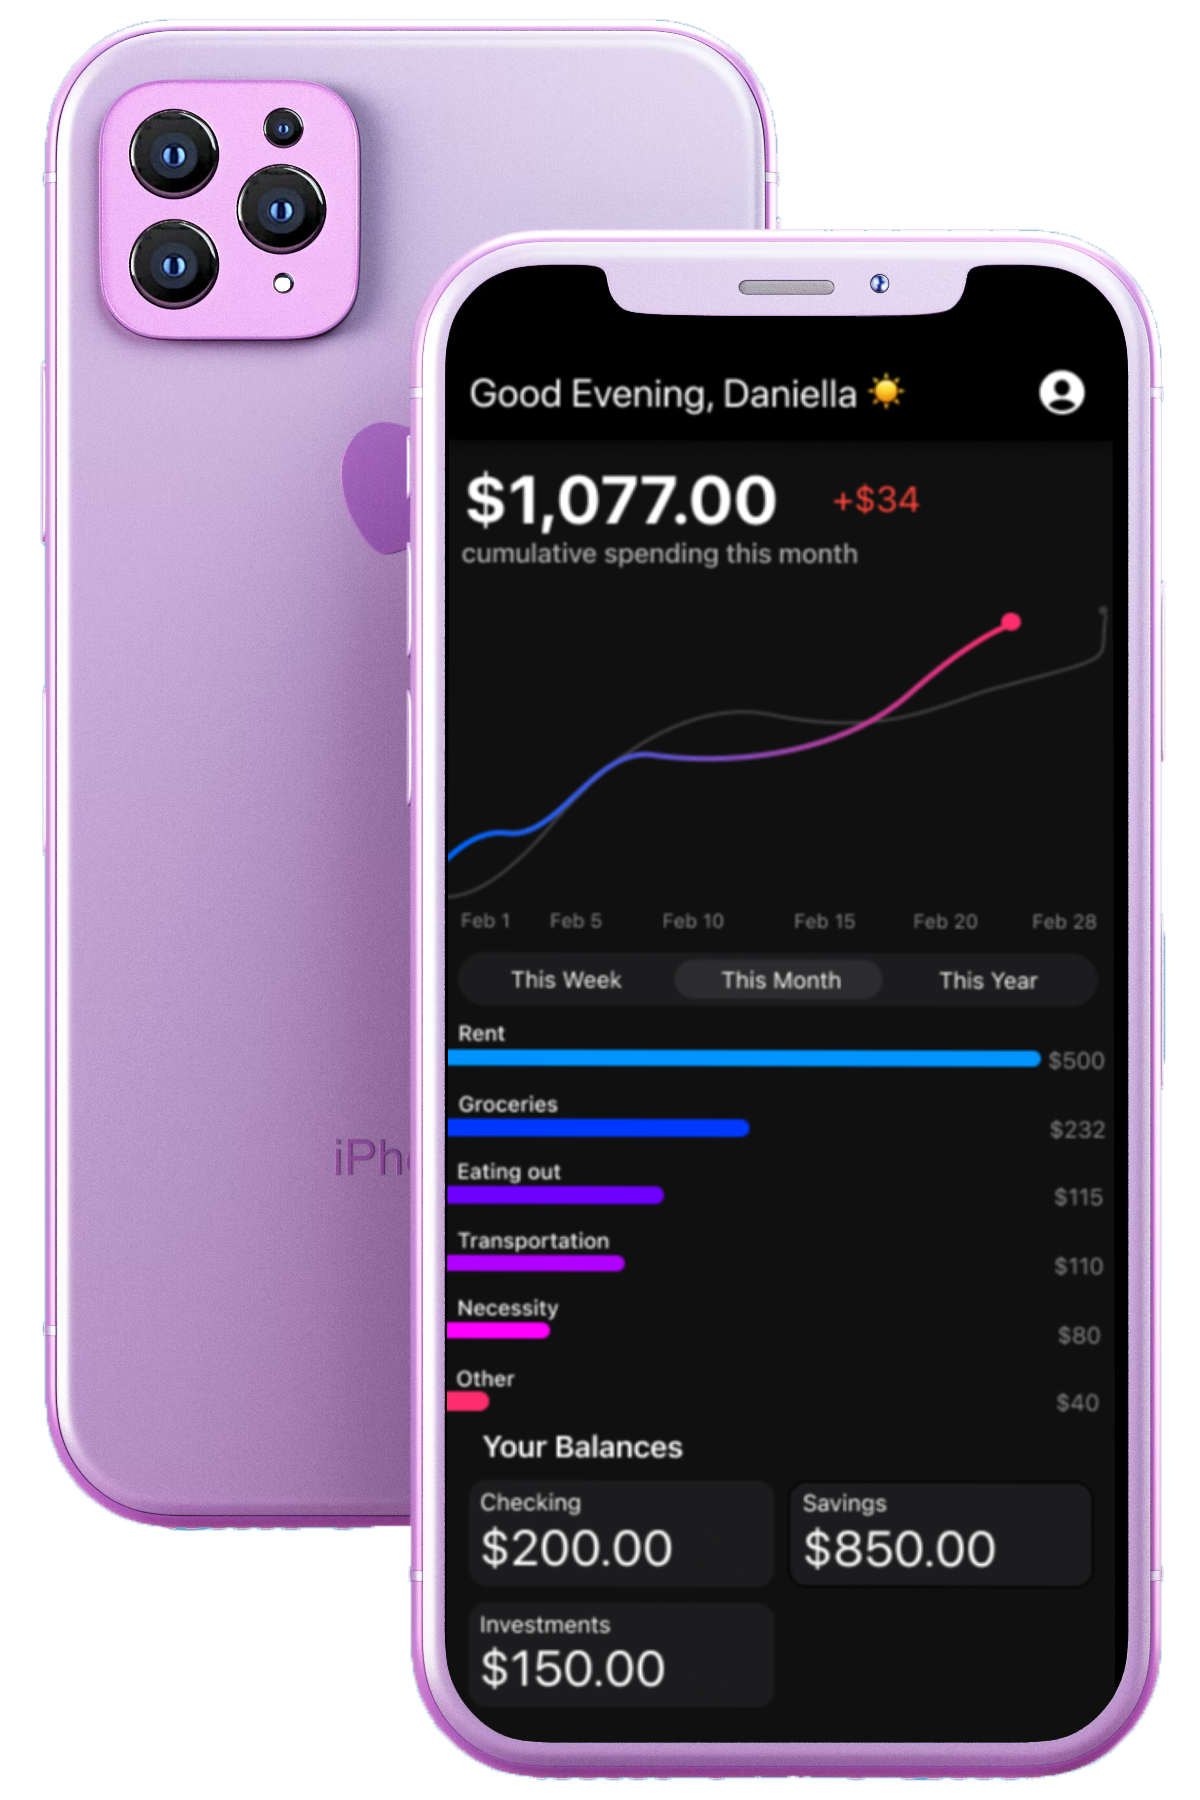 iPh
Good Evening, Daniella ☀️
$1,077.00 +$34
cumulative spending this month
Feb 1 Feb 5 Feb 10 Feb 15 Feb 20 Feb 28
This Week This Month This Year
Rent
$500
Groceries
$232
Eating out
$115
Transportation
$110
Necessity
$80
Other
$40
Your Balances
Checking Savings
$200.00 $850.00
Investments
$150.00